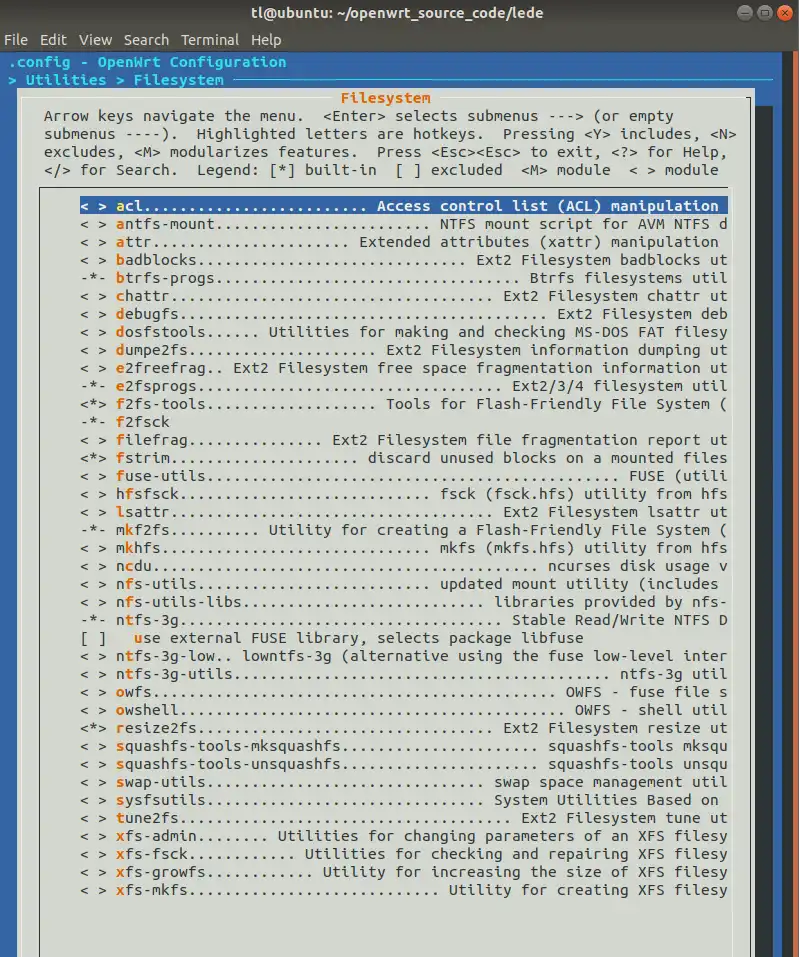 tl@ubuntu: ~/openwrt_source_code/lede
File Edit View Search Terminal Help
.config - OpenWrt Configuration
> Utilities > Filesystem
Filesystem
Arrow keys navigate the menu.  <Enter> selects submenus ---> (or empty
submenus ----).  Highlighted letters are hotkeys.  Pressing <Y> includes, <N>
excludes, <M> modularizes features.  Press <Esc><Esc> to exit, <?> for Help,
</> for Search.  Legend: [*] built-in  [ ] excluded  <M> module  < > module
< > acl......................... Access control list (ACL) manipulation
< > antfs-mount........................ NTFS mount script for AVM NTFS d
< > attr...................... Extended attributes (xattr) manipulation
< > badblocks.............................. Ext2 Filesystem badblocks ut
-*- btrfs-progs.................................. Btrfs filesystems util
< > chattr.................................... Ext2 Filesystem chattr ut
< > debugfs......................................... Ext2 Filesystem deb
< > dosfstools...... Utilities for making and checking MS-DOS FAT filesy
< > dumpe2fs..................... Ext2 Filesystem information dumping ut
< > e2freefrag.. Ext2 Filesystem free space fragmentation information ut
-*- e2fsprogs.................................. Ext2/3/4 filesystem util
<*> f2fs-tools................... Tools for Flash-Friendly File System (
-*- f2fsck
< > filefrag............... Ext2 Filesystem file fragmentation report ut
<*> fstrim..................... discard unused blocks on a mounted files
< > fuse-utils.............................................. FUSE (utili
< > hfsfsck............................ fsck (fsck.hfs) utility from hfs
< > lsattr.................................... Ext2 Filesystem lsattr ut
-*- mkf2fs.......... Utility for creating a Flash-Friendly File System (
< > mkhfs.............................. mkfs (mkfs.hfs) utility from hfs
< > ncdu........................................... ncurses disk usage v
< > nfs-utils........................... updated mount utility (includes
< > nfs-utils-libs........................... libraries provided by nfs-
-*- ntfs-3g.................................... Stable Read/Write NTFS D
[ ]   use external FUSE library, selects package libfuse
< > ntfs-3g-low.. lowntfs-3g (alternative using the fuse low-level inter
< > ntfs-3g-utils.......................................... ntfs-3g util
< > owfs................................................ OWFS - fuse file s
< > owshell........................................ OWFS - shell util
<*> resize2fs................................. Ext2 Filesystem resize ut
< > squashfs-tools-mksquashfs...................... squashfs-tools mksqu
< > squashfs-tools-unsquashfs...................... squashfs-tools unsqu
< > swap-utils............................... swap space management util
< > sysfsutils............................... System Utilities Based on
< > tune2fs..................................... Ext2 Filesystem tune ut
< > xfs-admin........ Utilities for changing parameters of an XFS filesy
< > xfs-fsck............ Utilities for checking and repairing XFS filesy
< > xfs-growfs............ Utility for increasing the size of XFS filesy
< > xfs-mkfs............................ Utility for creating XFS filesy